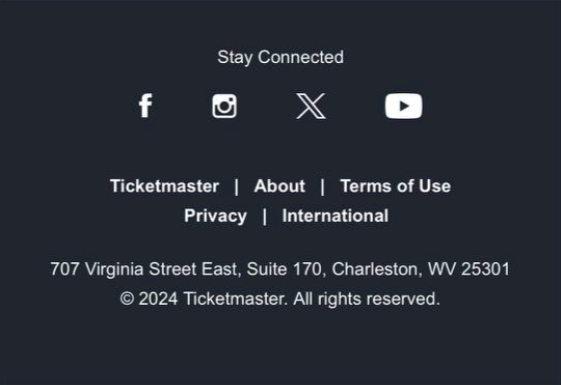 Stay Connected
Ticketmaster | About | Terms of Use
Privacy | International
707 Virginia Street East, Suite 170, Charleston, WV 25301
© 2024 Ticketmaster. All rights reserved.